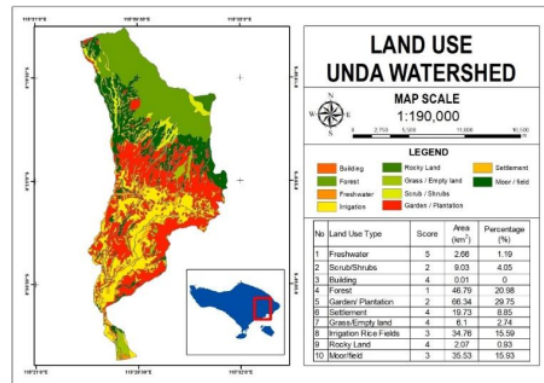 LAND USE
UNDA WATERSHED
MAP SCALE
1:190,000
N
W E
S
LEGEND
Building
Forest
Freshwater
Irrigation
Rocky Land
Grass / Empty land
Scrub / Shrubs
Garden / Plantation
Settlement
Moor / field
No Land Use Type Score Area (km²) Percentage (%)
1 Freshwater 5 2.66 1.19
2 Scrub/Shrubs 2 9.03 4.05
3 Building 4 0.01 0
4 Forest 1 46.79 20.98
5 Garden/ Plantation 2 66.34 29.75
6 Settlement 4 19.73 8.85
7 Grass/Empty land 4 6.1 2.74
8 Irrigation Rice Fields 3 34.76 15.59
9 Rocky Land 4 2.07 0.93
10 Moor/field 3 35.53 15.93